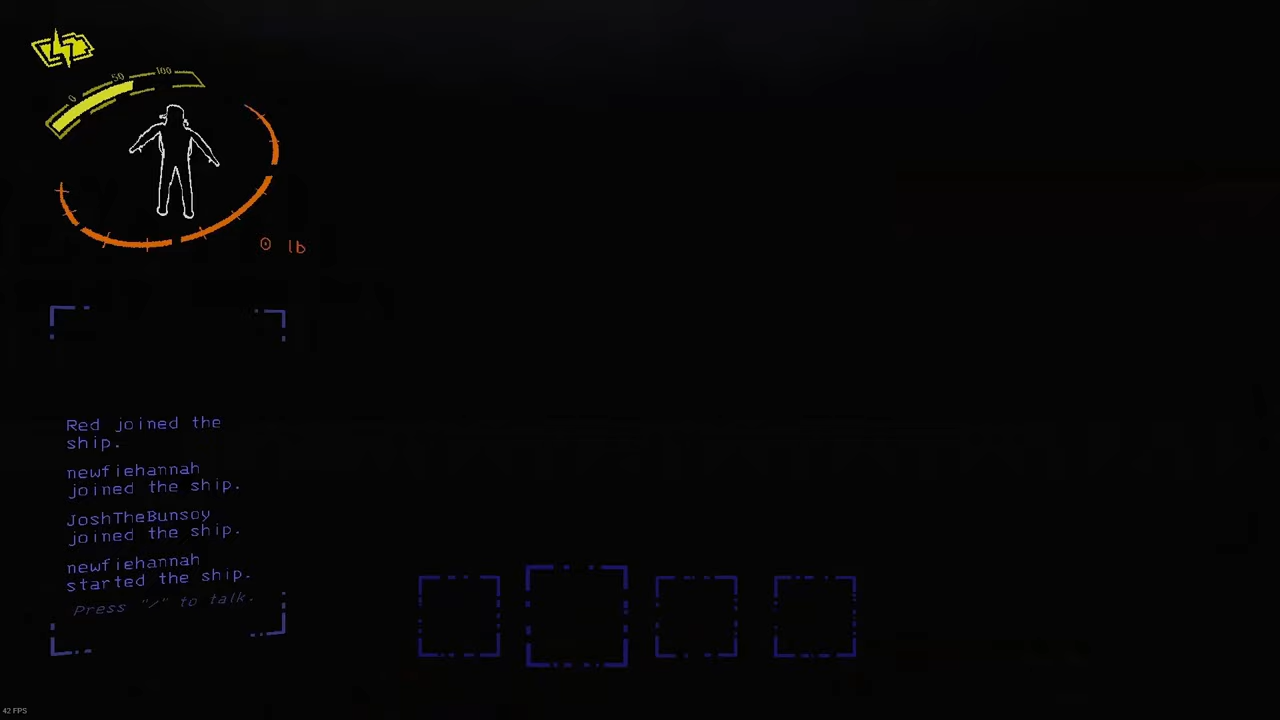 0 50 100
0 lb
Red joined the
ship.
newfiehannah
joined the ship.
JoshTheBunsoy
joined the ship.
newfiehannah
started the ship.
Press "/" to talk.
42 FPS